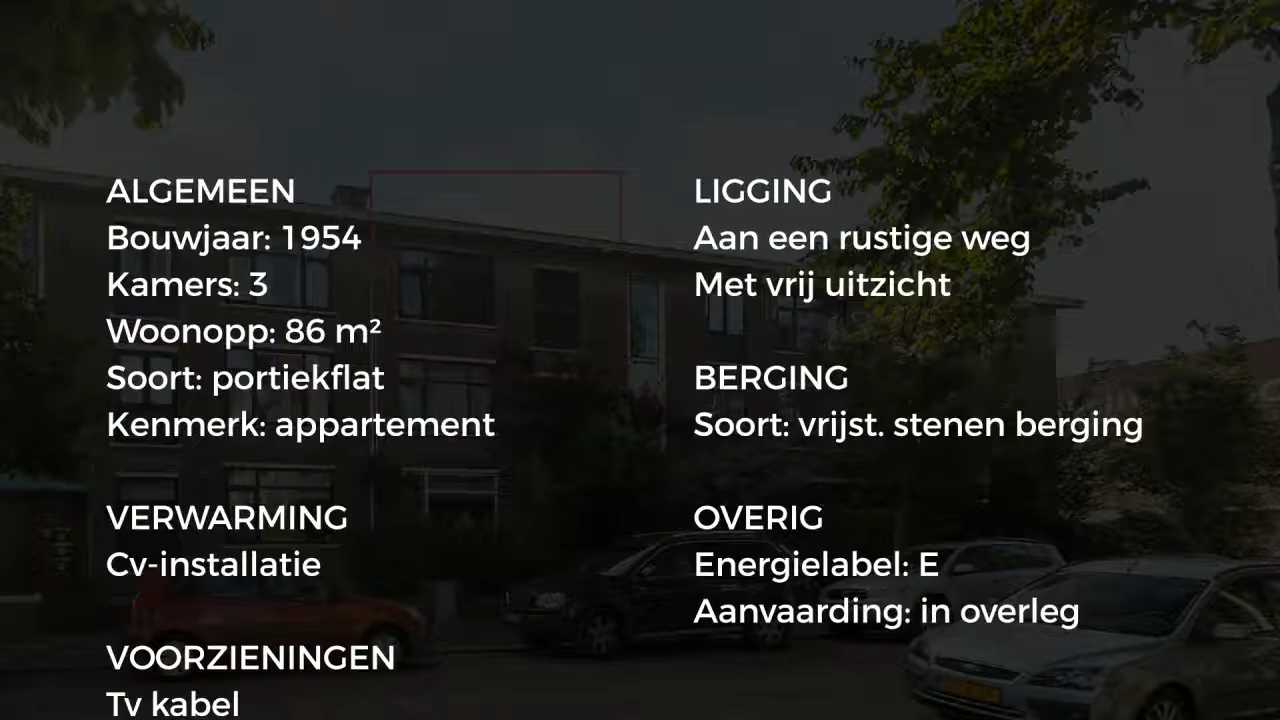 ALGEMEEN
Bouwjaar: 1954
Kamers: 3
Woonopp: 86 m²
Soort: portiekflat
Kenmerk: appartement
VERWARMING
Cv-installatie
VOORZIENINGEN
Tv kabel
LIGGING
Aan een rustige weg
Met vrij uitzicht
BERGING
Soort: vrijst. stenen berging
OVERIG
Energielabel: E
Aanvaarding: in overleg